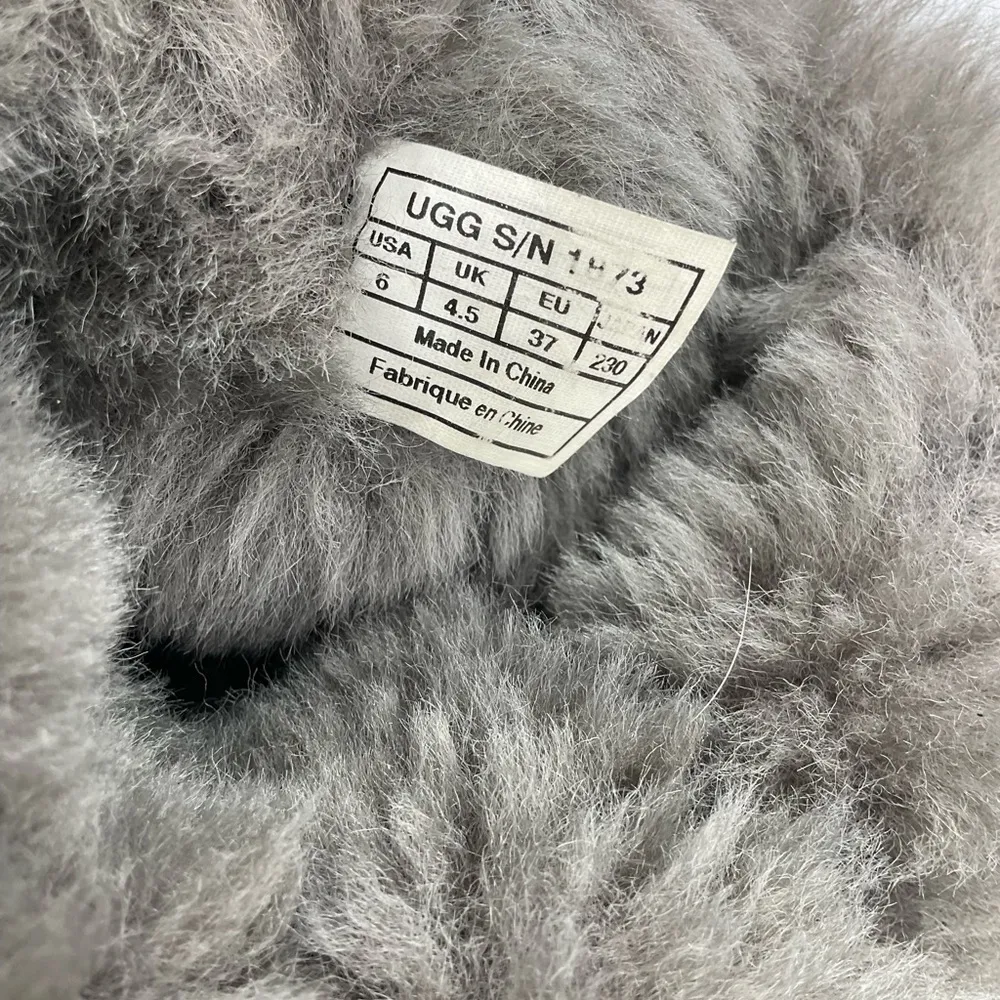 UGG S/N
USA UK EU
6 4.5 37 230
Made In China
Fabrique en Chine